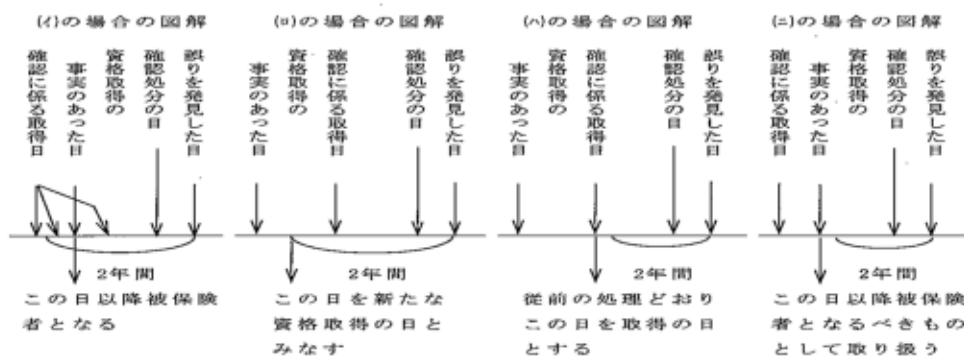 (イ)の場合の図解
確認に係る取得日
事実のあった日
資格取得の
確認処分の日
誤りを発見した日
2年間
この日以降被保険
者となる
(ロ)の場合の図解
事実のあった日
資格取得の
確認に係る取得日
確認処分の日
誤りを発見した日
2年間
この日を新たな
資格取得の日と
みなす
(ハ)の場合の図解
事実のあった日
資格取得の
確認に係る取得日
確認処分の日
誤りを発見した日
2年間
従前の処理どおり
この日を取得の日
とする
(ニ)の場合の図解
確認に係る取得日
事実のあった日
資格取得の
確認処分の日
誤りを発見した日
2年間
この日以降被保険
者となるべきもの
として取り扱う